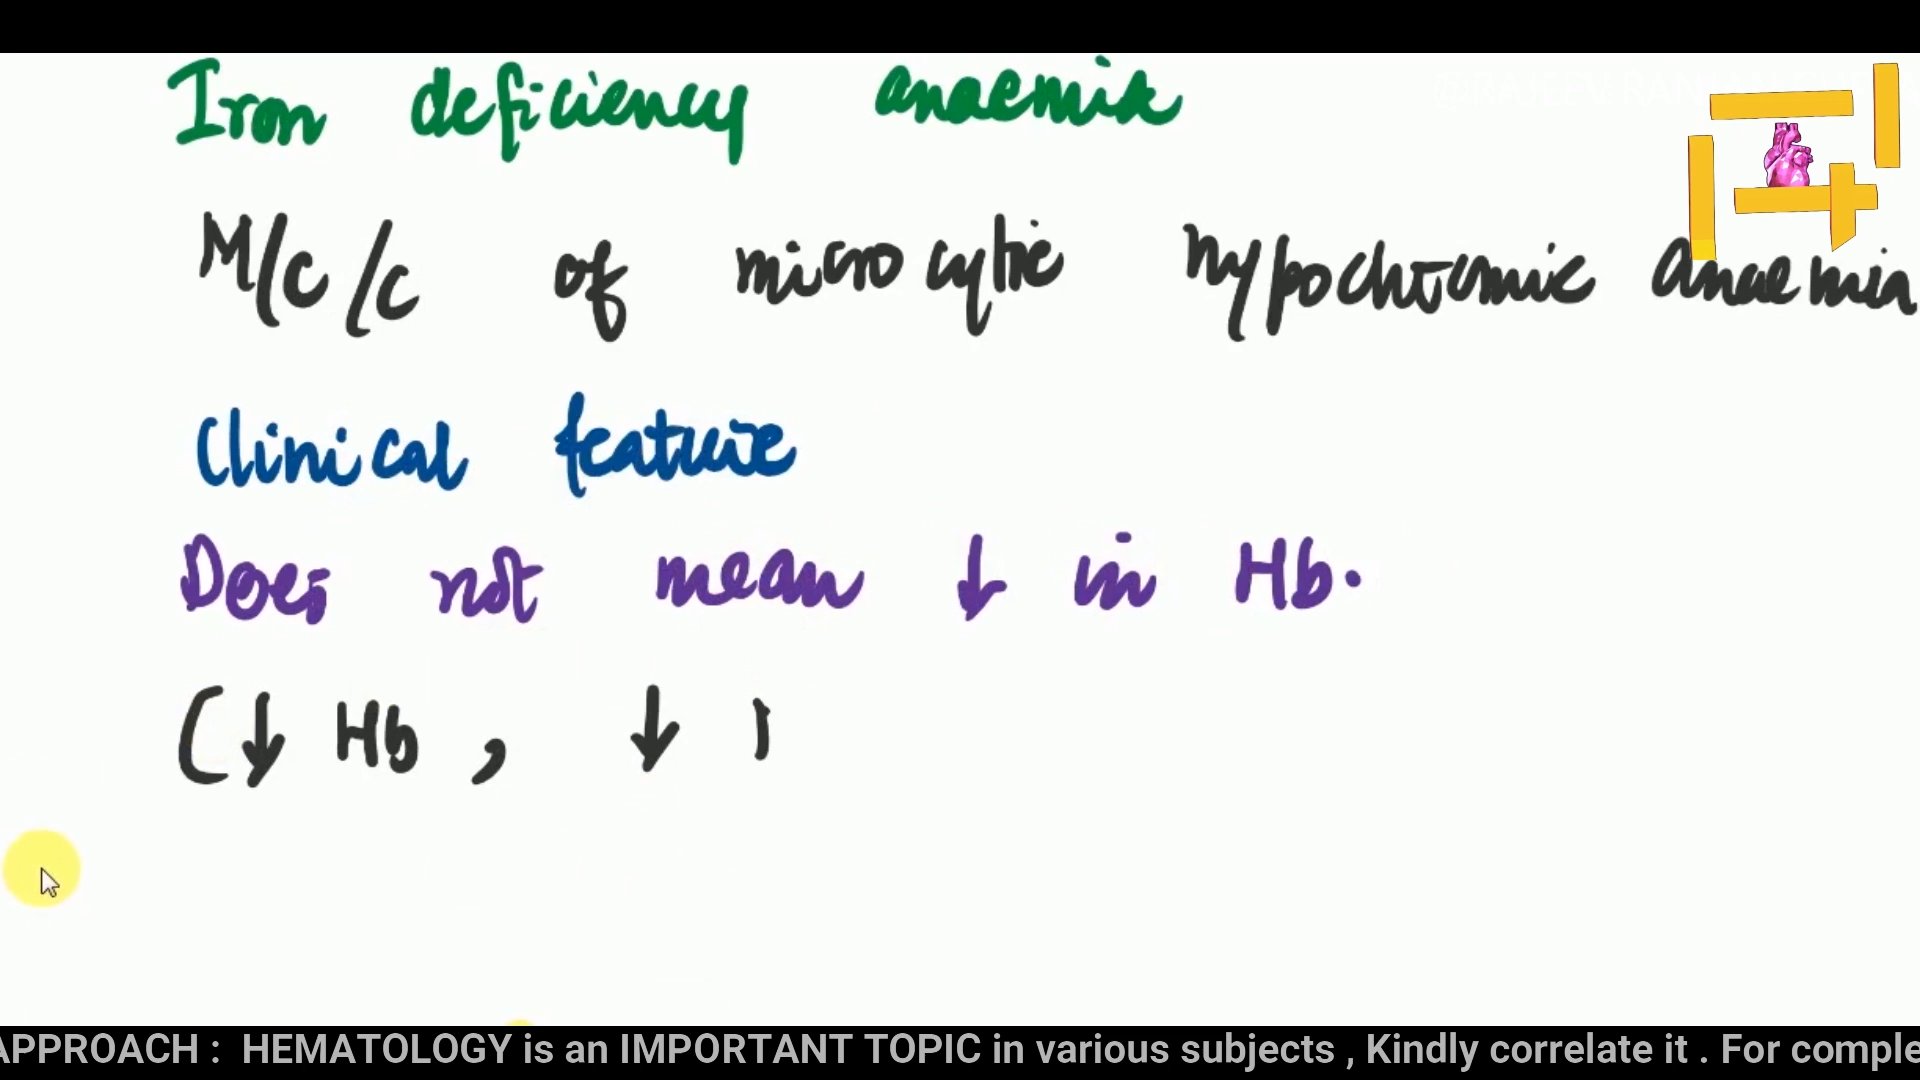 Iron deficiency anaemia
M/c/c of microcytic hypochromic anaemia
Clinical feature
Does not mean ↓ in Hb.
(↓ Hb, ↓
APPROACH : HEMATOLOGY is an IMPORTANT TOPIC in various subjects , Kindly correlate it . For comple